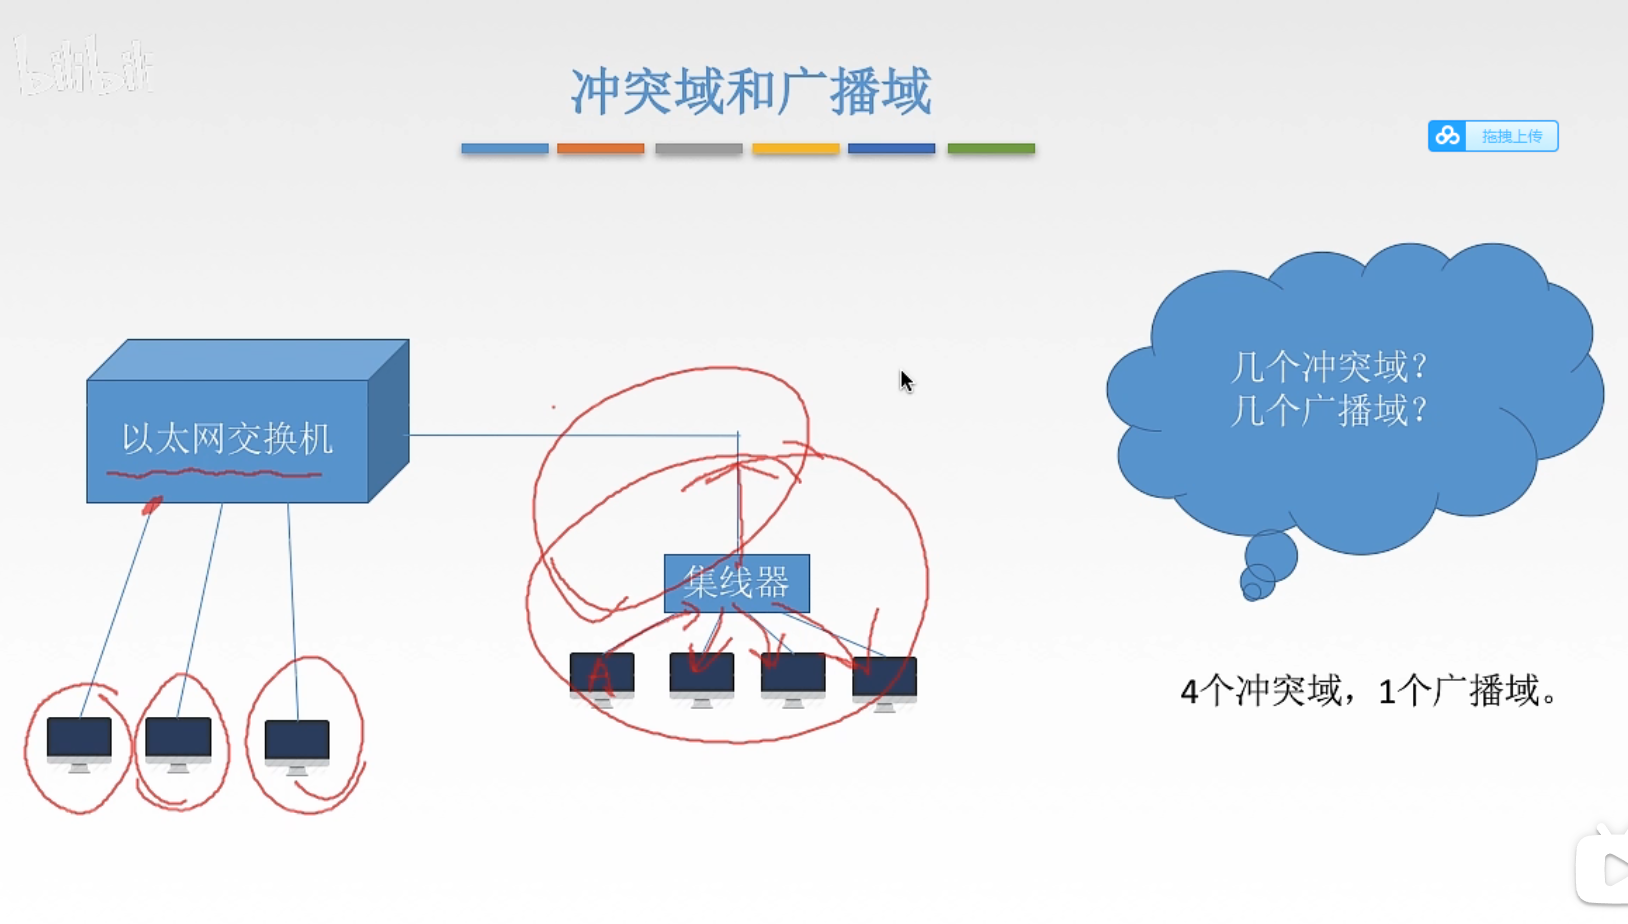 bilibili
冲突域和广播域
拖拽上传
几个冲突域？
几个广播域？
以太网交换机
集线器
A
4个冲突域，1个广播域。